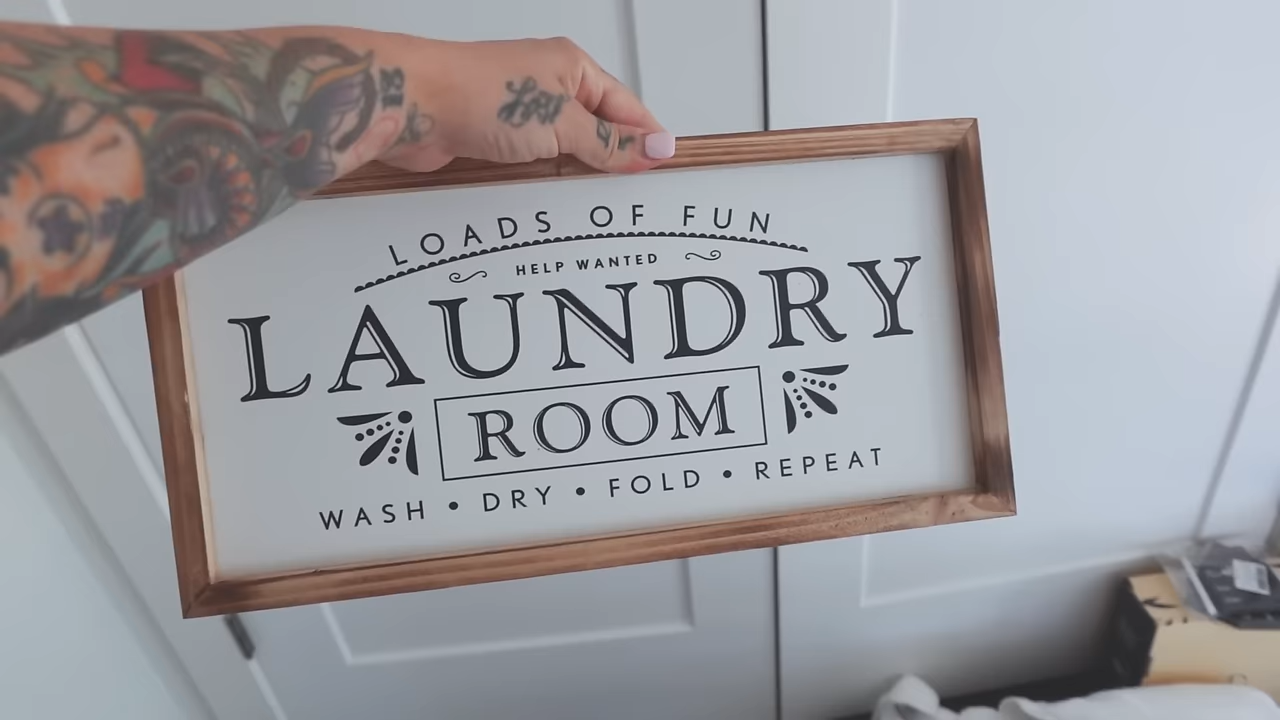 LOADS OF FUN
HELP WANTED
LAUNDRY
ROOM
WASH • DRY • FOLD • REPEAT